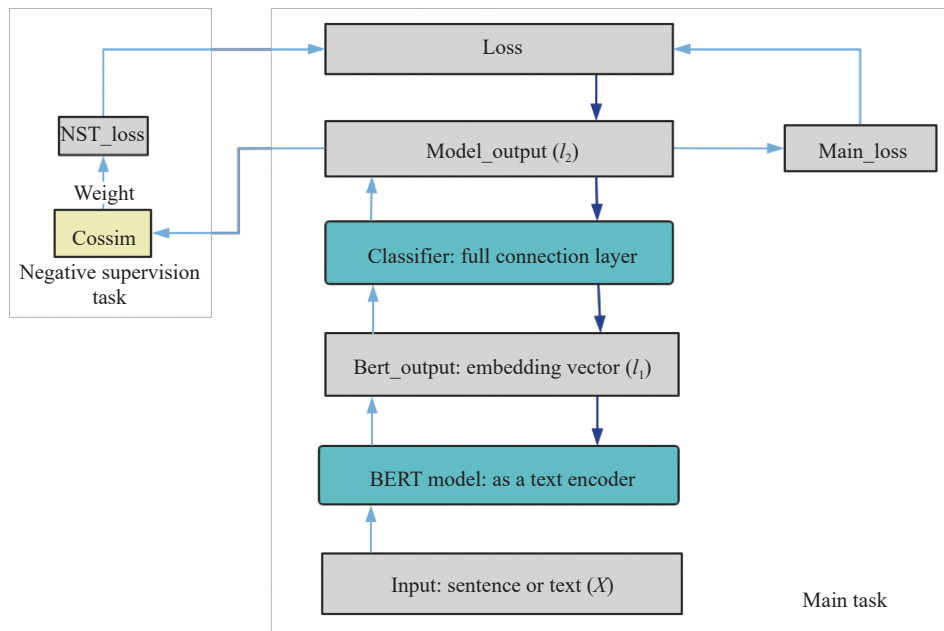 Loss
NST_loss
Model_output (l₂)
Main_loss
Weight
Cossim
Classifier: full connection layer
Negative supervision
task
Bert_output: embedding vector (l₁)
BERT model: as a text encoder
Input: sentence or text (X)
Main task